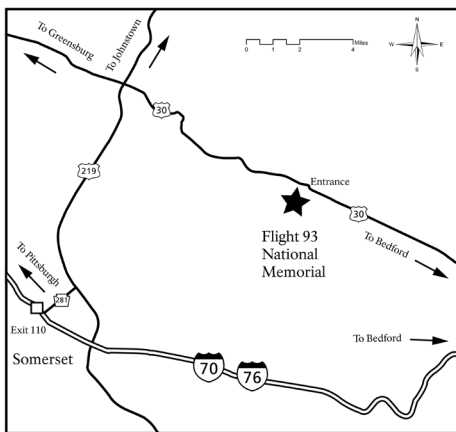 To Greensburg
To Johnstown
0 1 2 4 Miles
N
W E
S
30
219
Entrance
30
Flight 93
National
Memorial
To Bedford
To Pittsburgh
281
Exit 110
Somerset
70
76
To Bedford